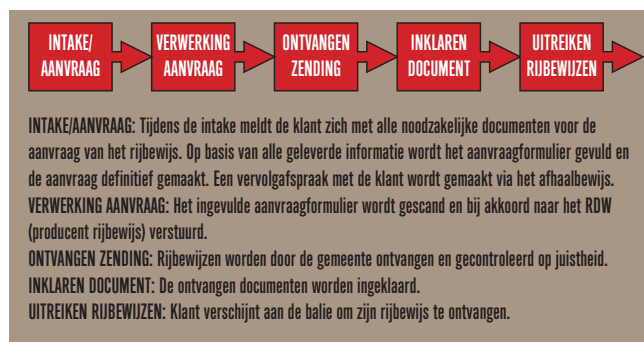 INTAKE/
AANVRAAG
VERWERKING
AANVRAAG
ONTVANGEN
ZENDING
INKLAREN
DOCUMENT
UITREIKEN
RIJBEWIJZEN
INTAKE/AANVRAAG: Tijdens de intake meldt de klant zich met alle noodzakelijke documenten voor de
aanvraag van het rijbewijs. Op basis van alle geleverde informatie wordt het aanvraagformulier gevuld en
de aanvraag definitief gemaakt. Een vervolgafspraak met de klant wordt gemaakt via het afhaalbewijs.
VERWERKING AANVRAAG: Het ingevulde aanvraagformulier wordt gescand en bij akkoord naar het RDW
(producent rijbewijs) verstuurd.
ONTVANGEN ZENDING: Rijbewijzen worden door de gemeente ontvangen en gecontroleerd op juistheid.
INKLAREN DOCUMENT: De ontvangen documenten worden ingeklaard.
UITREIKEN RIJBEWIJZEN: Klant verschijnt aan de balie om zijn rijbewijs te ontvangen.